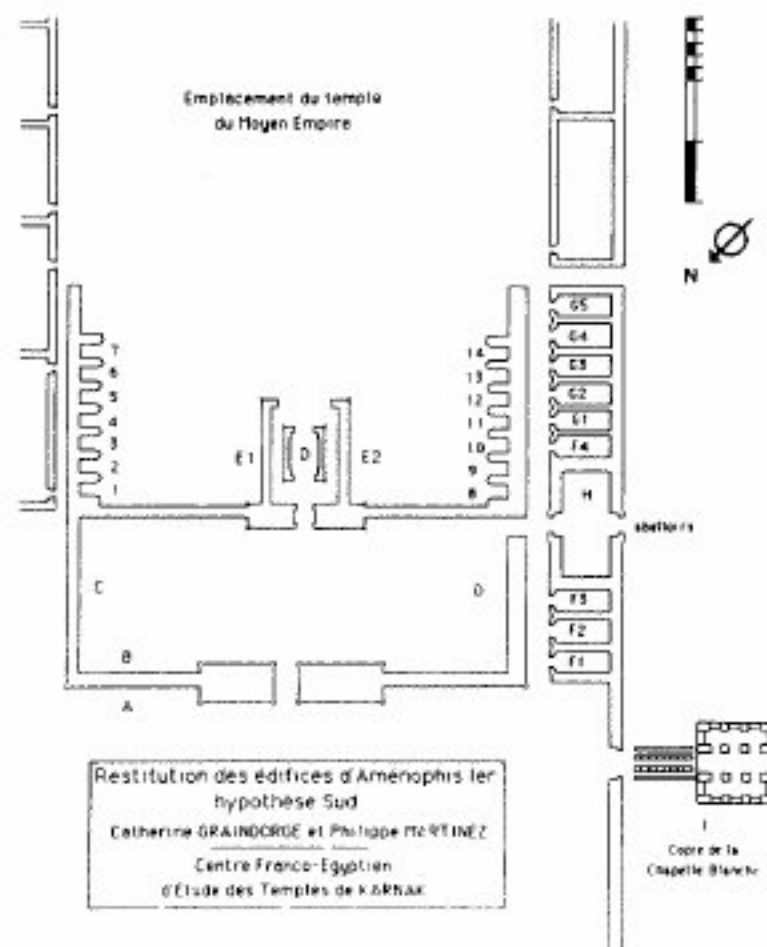 Emplacement du temple
du Moyen Empire
N
G5
G4
G3
G2
G1
F4
H
abattoirs
F3
F2
F1
7
6
5
4
3
2
1
14
13
12
11
10
9
8
E1
D
E2
C
D
B
A
Restitution des édifices d'Aménophis Ier
hypothèse Sud
Catherine GRAINDORGE et Philippe MARTINEZ
Centre Franco-Egyptien
d'Etude des Temples de KARNAK
I
Copie de la
Chapelle Blanche